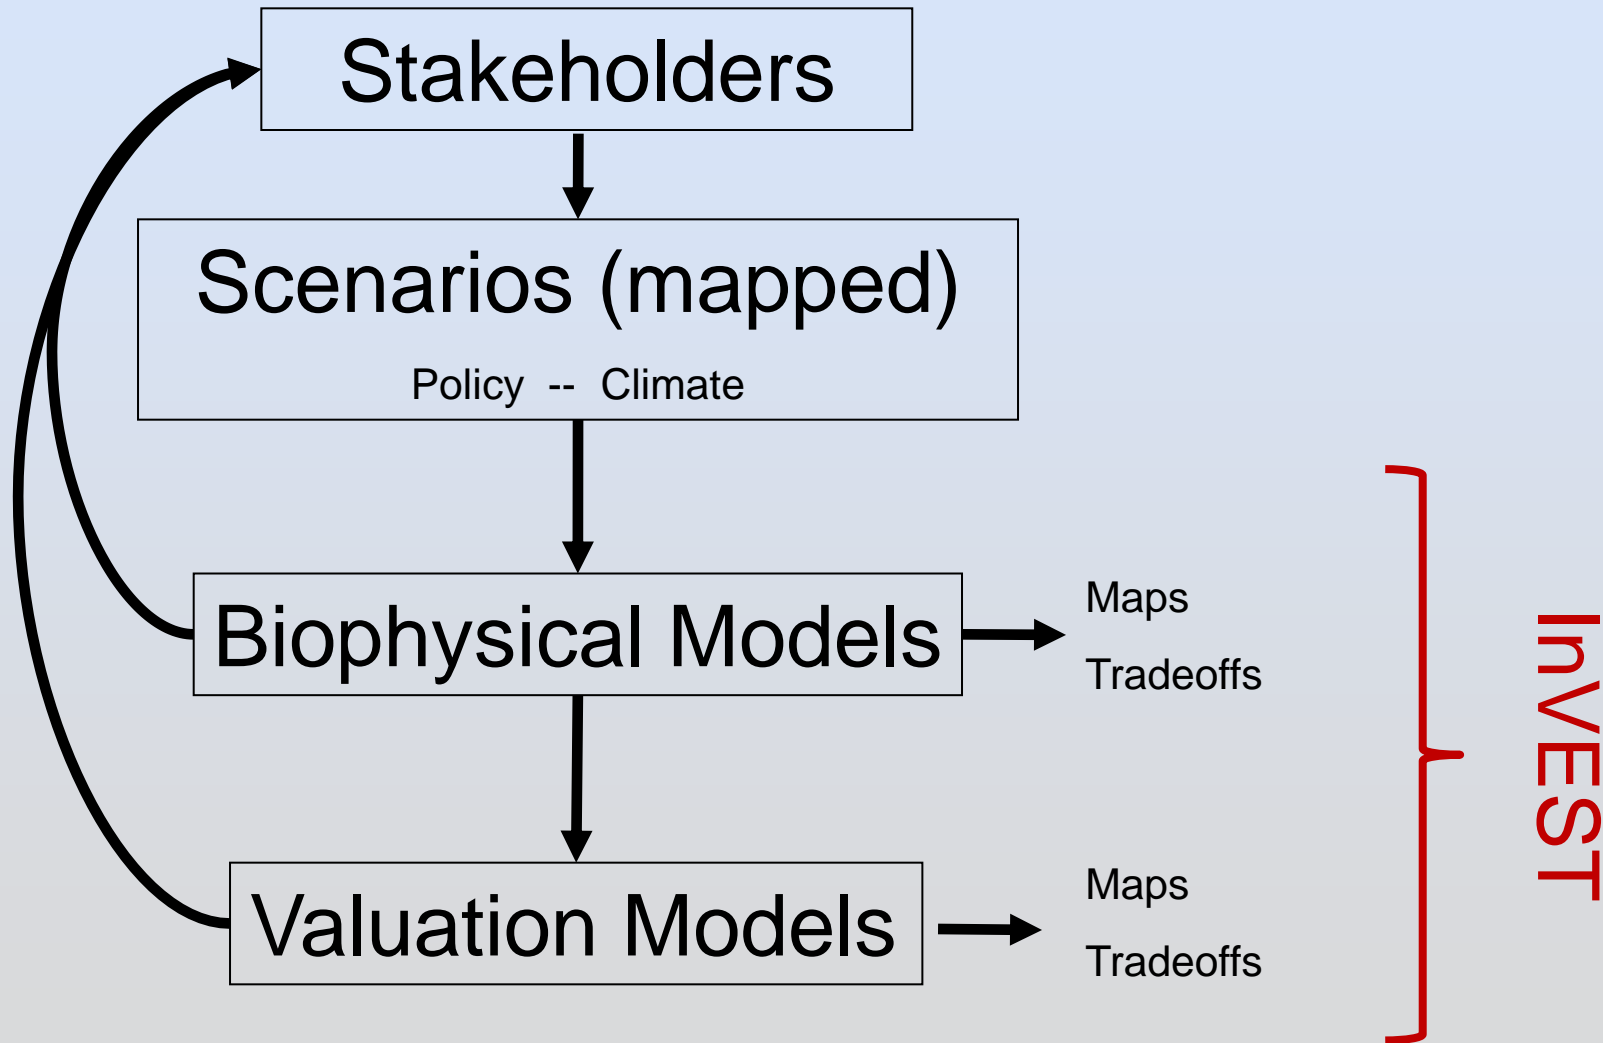 Stakeholders
Scenarios (mapped)
Policy -- Climate
Biophysical Models
Maps
Tradeoffs
Valuation Models
Maps
Tradeoffs
InVEST